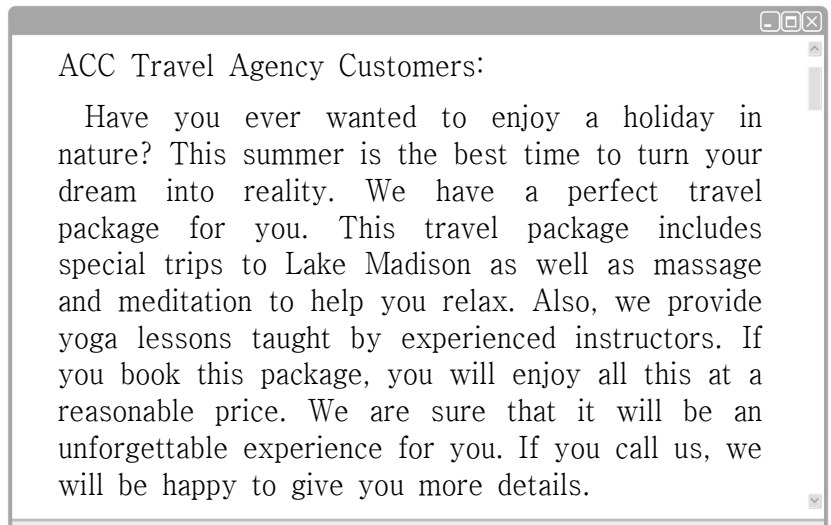 ACC Travel Agency Customers:
Have you ever wanted to enjoy a holiday in
nature? This summer is the best time to turn your
dream into reality. We have a perfect travel
package for you. This travel package includes
special trips to Lake Madison as well as massage
and meditation to help you relax. Also, we provide
yoga lessons taught by experienced instructors. If
you book this package, you will enjoy all this at a
reasonable price. We are sure that it will be an
unforgettable experience for you. If you call us, we
will be happy to give you more details.